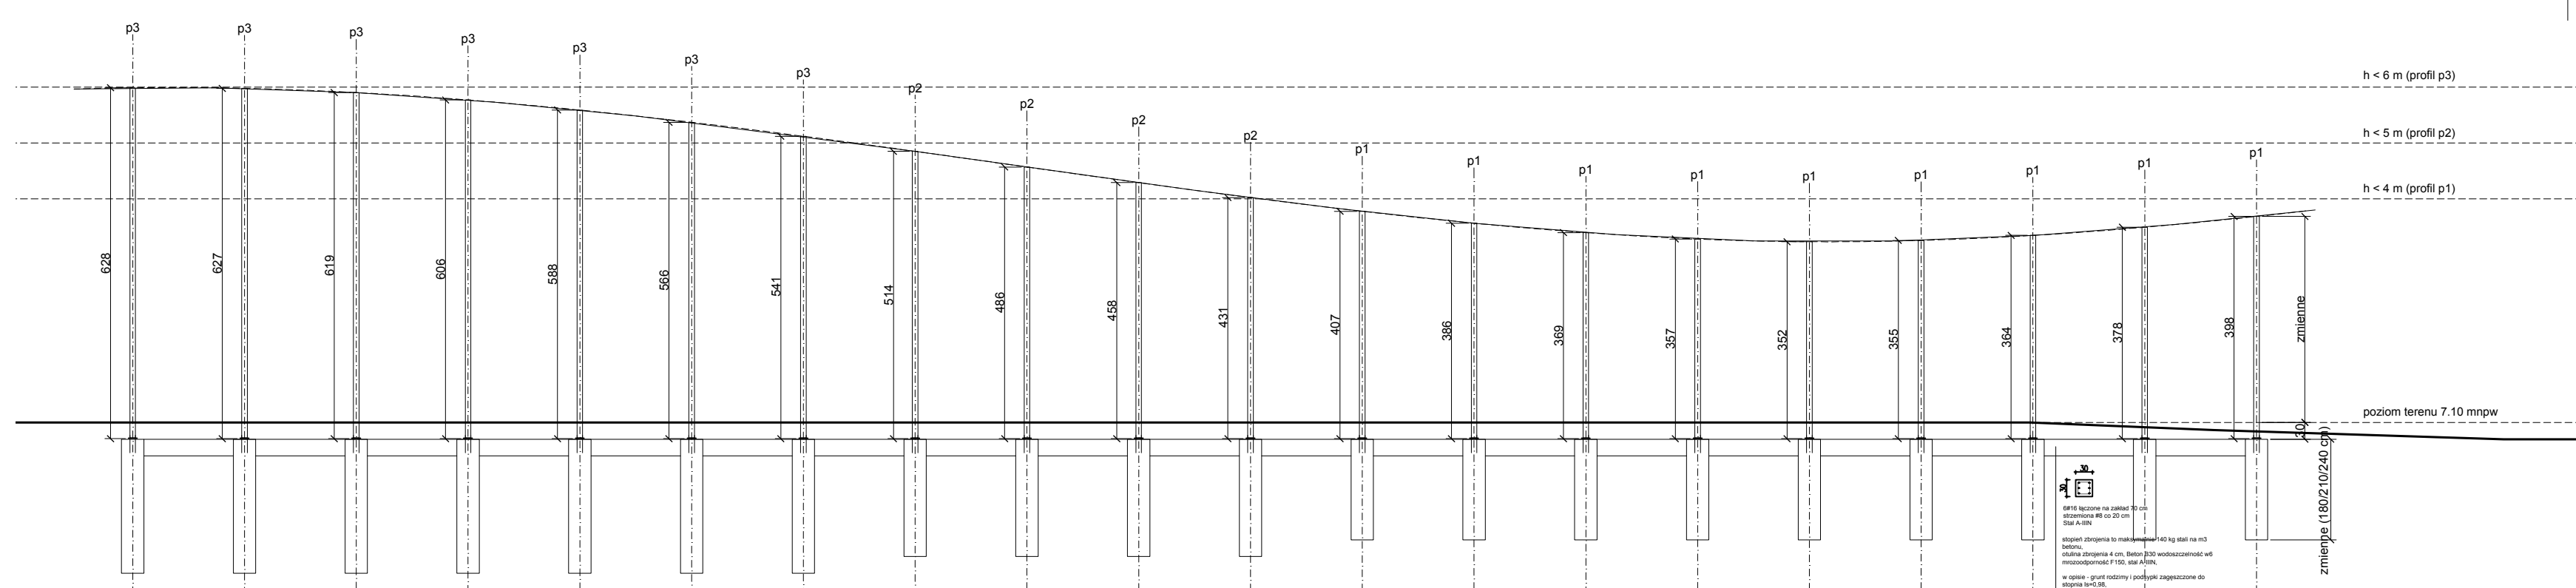 p3
p3
p3
p3
p3
p3
p3
p2
p2
p2
p2
p1
p1
p1
p1
p1
p1
p1
p1
p1
h < 6 m (profil p3)
h < 5 m (profil p2)
h < 4 m (profil p1)
628
627
619
606
588
566
541
514
486
458
431
407
386
369
357
352
355
364
378
398
zmienne
poziom terenu 7.10 mnpw
30
zmienne (180/210/240 cm)
30
30
6#16 łączone na zakład 70 cm
strzemiona #8 co 20 cm
Stal A-IIIN
stopień zbrojenia to maksymalnie 140 kg stali na m3
betonu,
otulina zbrojenia 4 cm, Beton B30 wodoszczelność w6
mrozoodporność F150, stal A-IIIN,
w opisie - grunt rodzimy i podsypki zagęszczone do
stopnia Is=0,98,